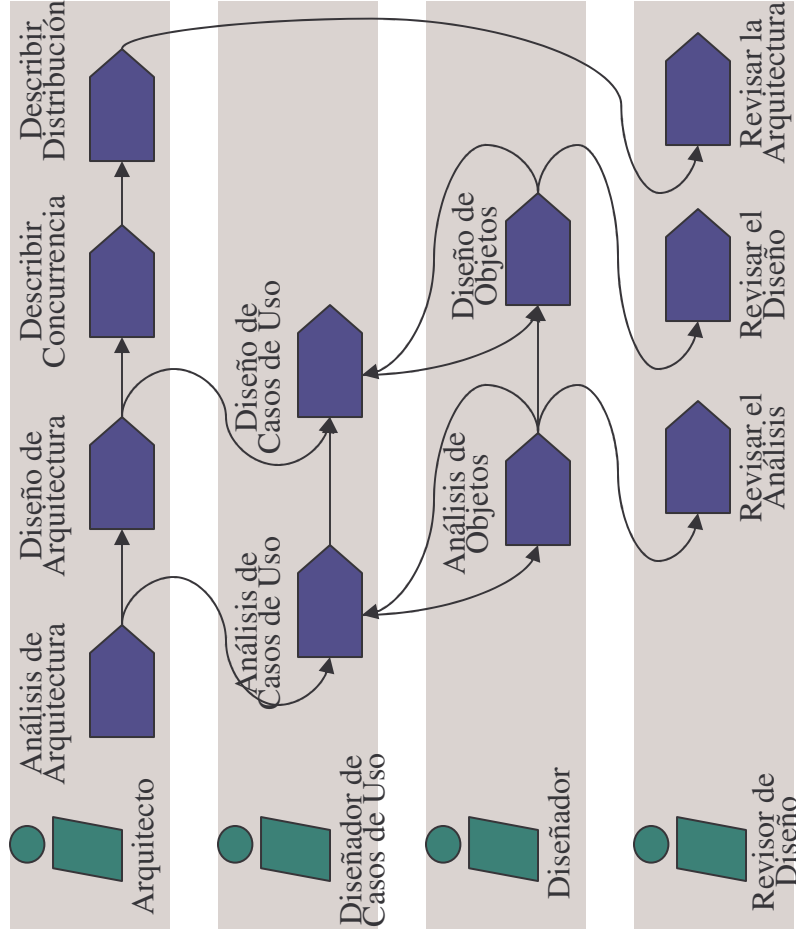 Arquitecto
Análisis de
Arquitectura
Diseño de
Arquitectura
Describir
Concurrencia
Describir
Distribución
Diseñador de
Casos de Uso
Análisis de
Casos de Uso
Diseño de
Casos de Uso
Diseñador
Análisis de
Objetos
Diseño de
Objetos
Revisor de
Diseño
Revisar el
Análisis
Revisar el
Diseño
Revisar la
Arquitectura